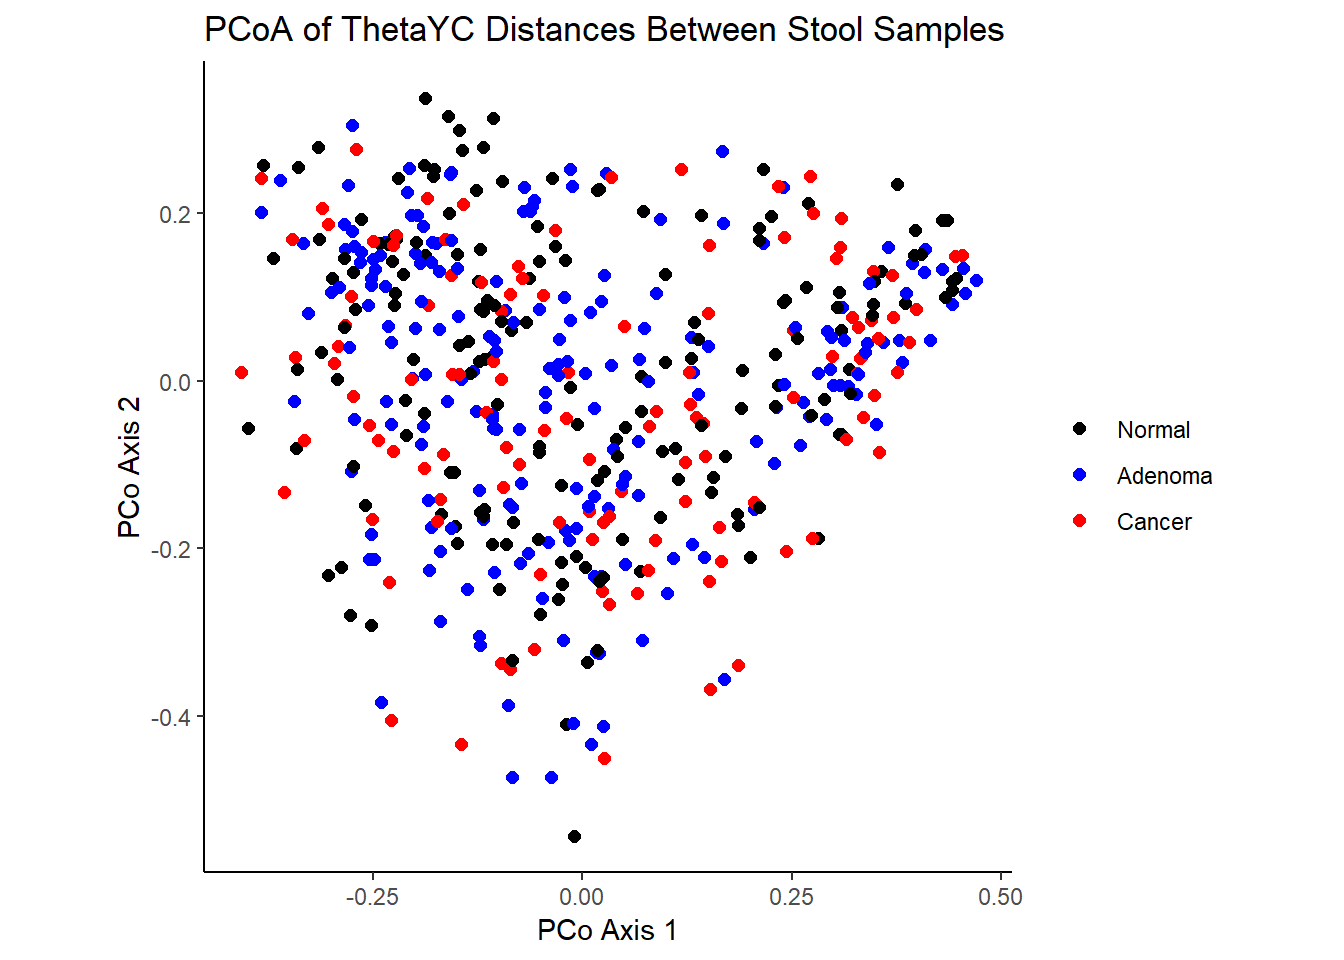 PCoA of ThetaYC Distances Between Stool Samples
PCo Axis 2
0.2
0.0
-0.2
-0.4
-0.25
0.00
0.25
0.50
PCo Axis 1
Normal
Adenoma
Cancer